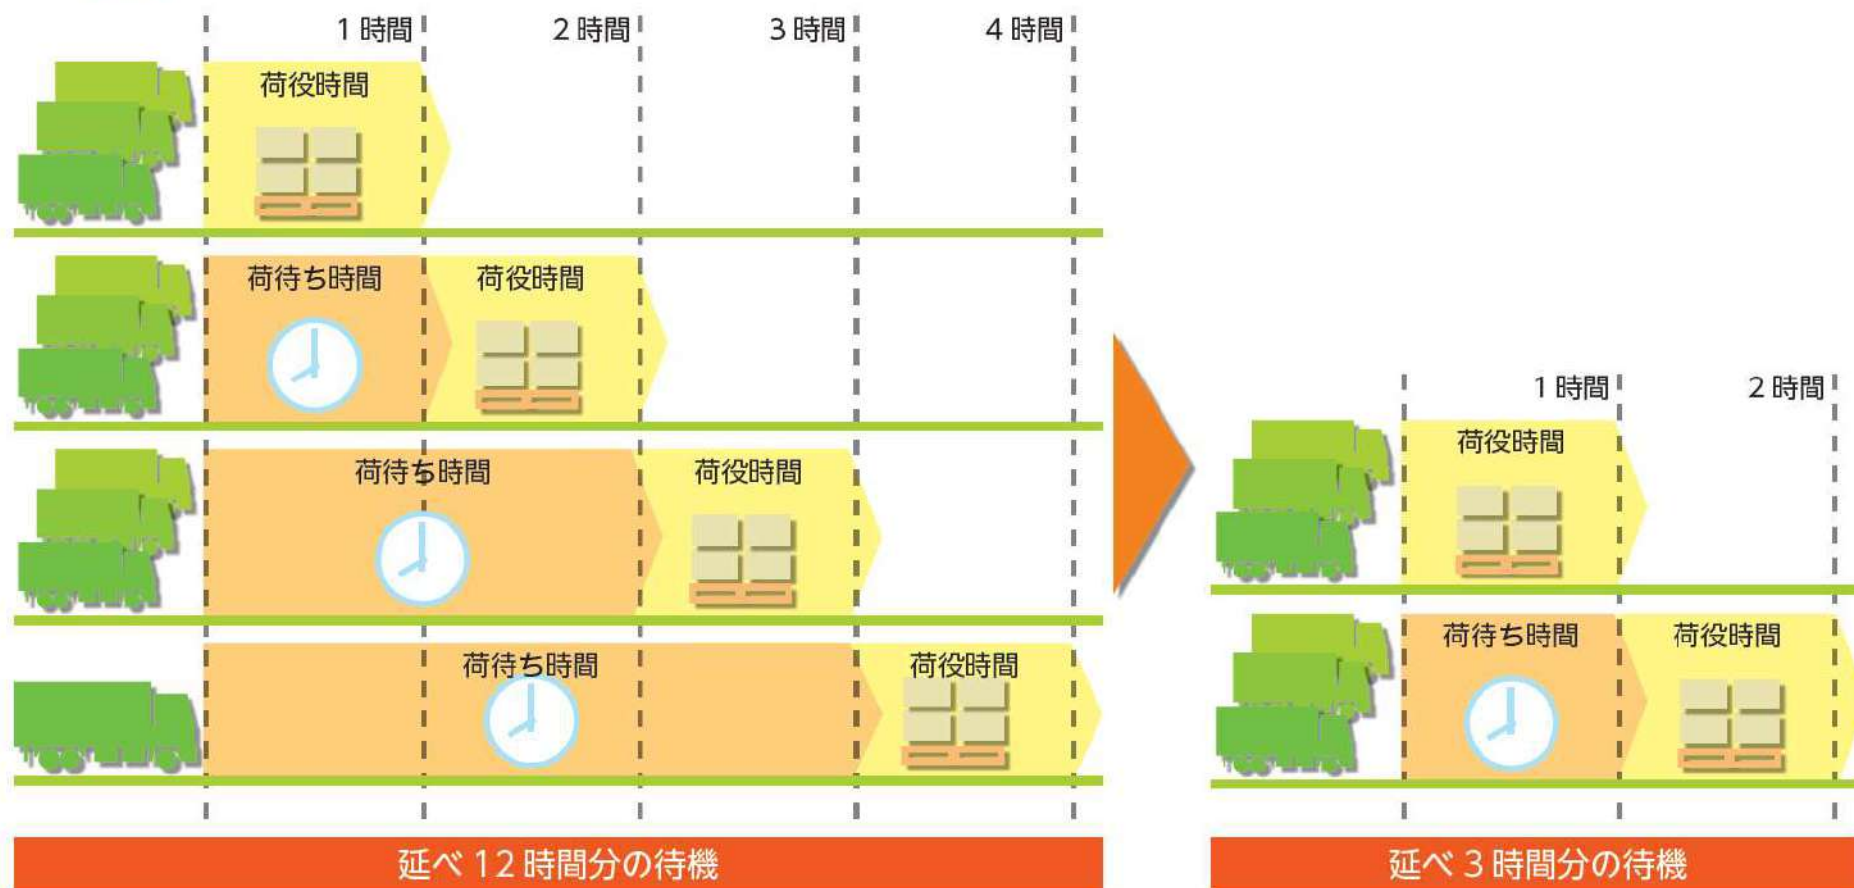 1 時間
2 時間
3 時間
4 時間
荷役時間
荷待ち時間
荷役時間
荷待ち時間
荷役時間
荷待ち時間
荷役時間
延べ 12 時間分の待機
1 時間
2 時間
荷役時間
荷待ち時間
荷役時間
延べ 3 時間分の待機